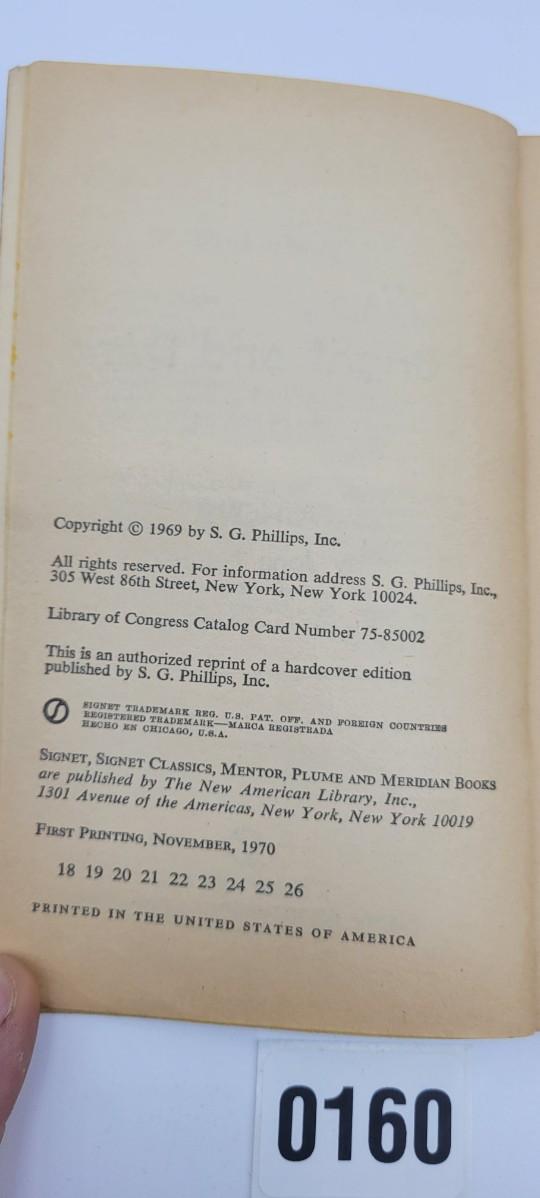 Copyright © 1969 by S. G. Phillips, Inc.
All rights reserved. For information address S. G. Phillips, Inc.,
305 West 86th Street, New York, New York 10024.
Library of Congress Catalog Card Number 75-85002
This is an authorized reprint of a hardcover edition
published by S. G. Phillips, Inc.
SIGNET TRADEMARK REG. U.S. PAT. OFF. AND FOREIGN COUNTRIES
REGISTERED TRADEMARK—MARCA REGISTRADA
HECHO EN CHICAGO, U.S.A.
SIGNET, SIGNET CLASSICS, MENTOR, PLUME AND MERIDIAN BOOKS
are published by The New American Library, Inc.,
1301 Avenue of the Americas, New York, New York 10019
FIRST PRINTING, NOVEMBER, 1970
18 19 20 21 22 23 24 25 26
PRINTED IN THE UNITED STATES OF AMERICA
0160